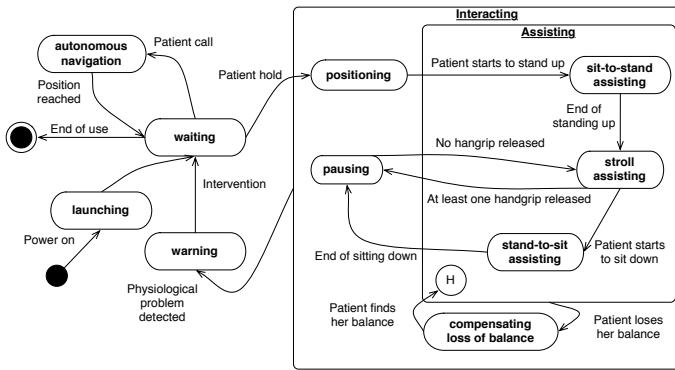 Interacting
Assisting
autonomous
navigation
Patient call
Patient hold
positioning
Patient starts to stand up
sit-to-stand
assisting
Position
reached
End of
standing up
End of use
waiting
No hangrip released
Intervention
pausing
stroll
assisting
launching
At least one handgrip released
Power on
warning
End of sitting down
stand-to-sit
assisting
Patient starts
to sit down
H
Physiological
problem
detected
Patient finds
her balance
compensating
loss of balance
Patient loses
her balance